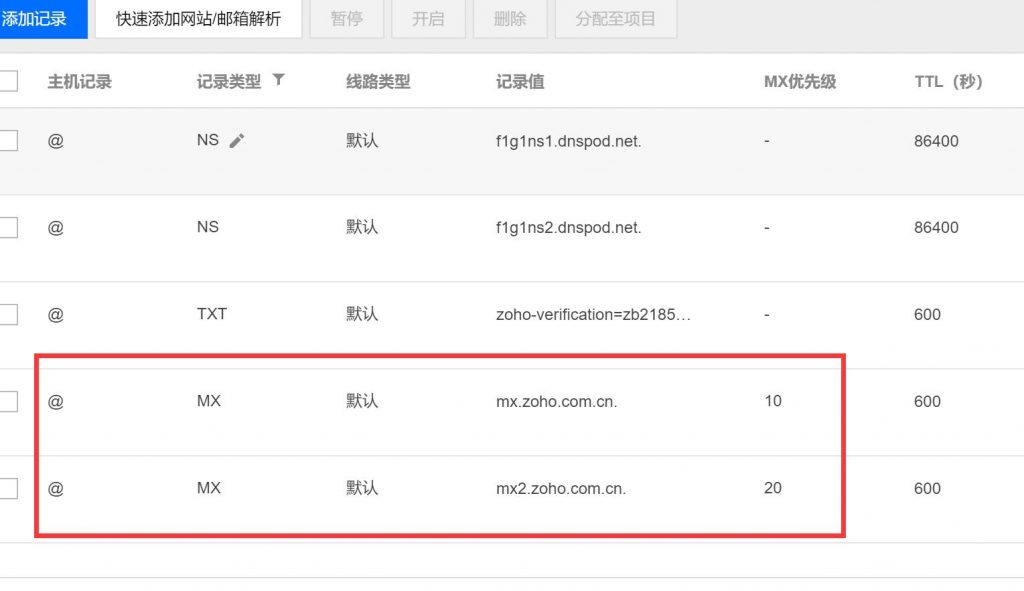 添加记录 快速添加网站/邮箱解析 暂停 开启 删除 分配至项目
主机记录 记录类型 线路类型 记录值 MX优先级 TTL（秒）
@ NS 默认 f1g1ns1.dnspod.net. - 86400
@ NS 默认 f1g1ns2.dnspod.net. - 86400
@ TXT 默认 zoho-verification=zb2185... - 600
@ MX 默认 mx.zoho.com.cn. 10 600
@ MX 默认 mx2.zoho.com.cn. 20 600